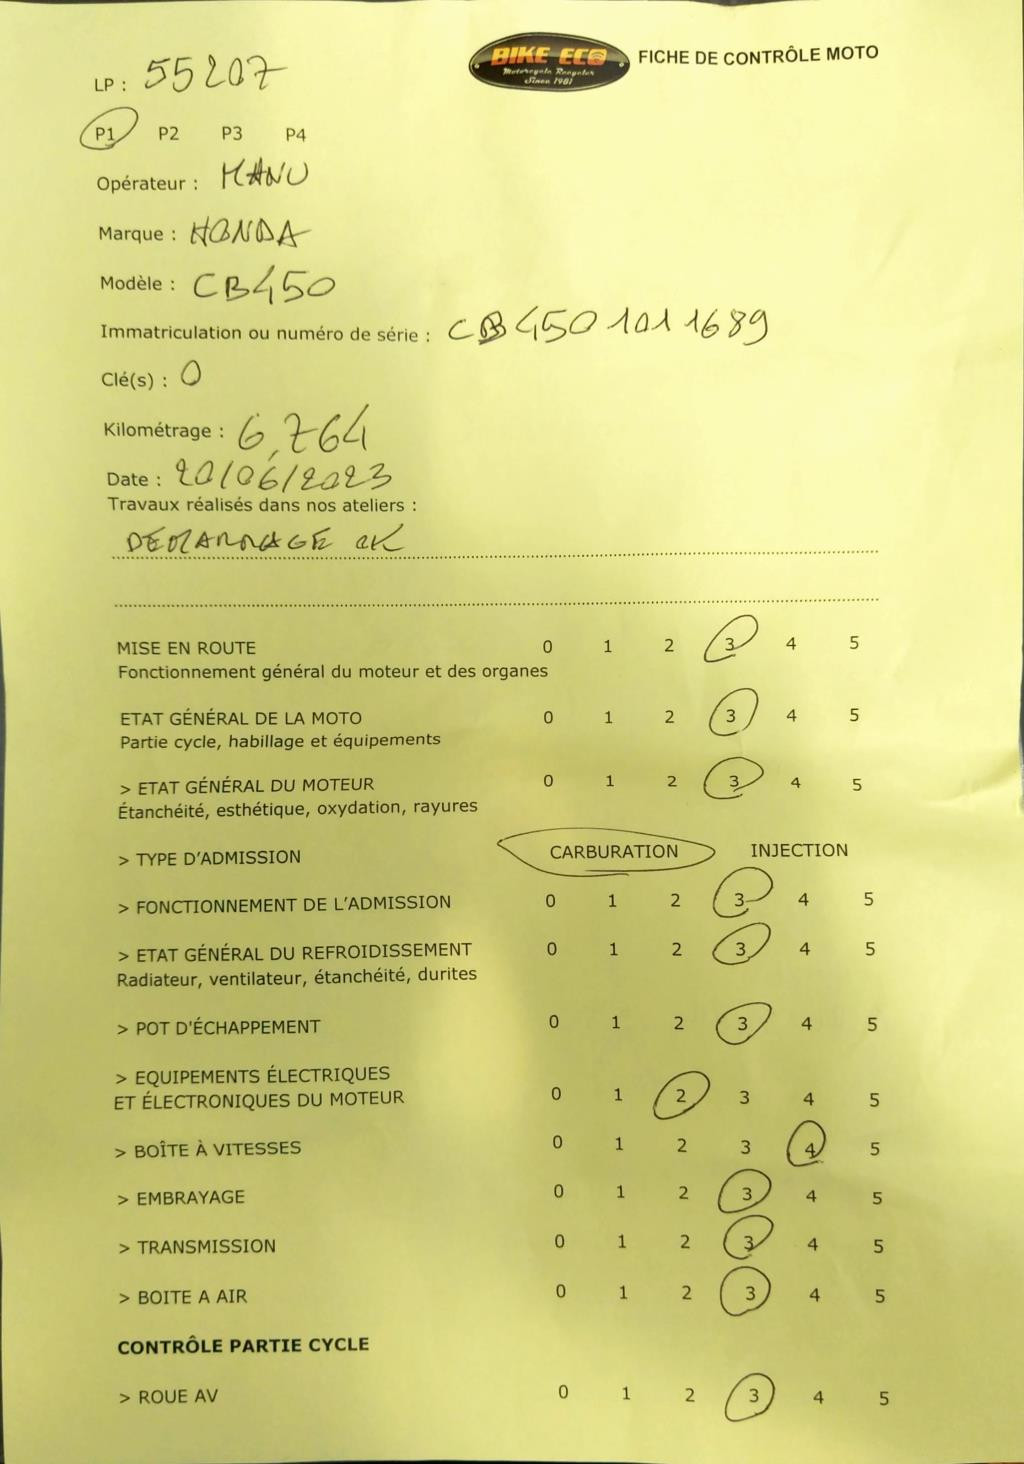 BIKE ECO
Motorcycle Recycler
Since 1981
FICHE DE CONTRÔLE MOTO
LP : 55207
P1 P2 P3 P4
Opérateur : MANU
Marque : HONDA
Modèle : CB450
Immatriculation ou numéro de série : CB450 1011689
Clé(s) : 0
Kilométrage : 6,764
Date : 20/06/2023
Travaux réalisés dans nos ateliers :
DEMARRAGE OK
MISE EN ROUTE 0 1 2 3 4 5
Fonctionnement général du moteur et des organes
ETAT GÉNÉRAL DE LA MOTO 0 1 2 3 4 5
Partie cycle, habillage et équipements
> ETAT GÉNÉRAL DU MOTEUR 0 1 2 3 4 5
Étanchéité, esthétique, oxydation, rayures
> TYPE D'ADMISSION CARBURATION INJECTION
> FONCTIONNEMENT DE L'ADMISSION 0 1 2 3 4 5
> ETAT GÉNÉRAL DU REFROIDISSEMENT 0 1 2 3 4 5
Radiateur, ventilateur, étanchéité, durites
> POT D'ÉCHAPPEMENT 0 1 2 3 4 5
> EQUIPEMENTS ÉLECTRIQUES
ET ÉLECTRONIQUES DU MOTEUR 0 1 2 3 4 5
> BOÎTE À VITESSES 0 1 2 3 4 5
> EMBRAYAGE 0 1 2 3 4 5
> TRANSMISSION 0 1 2 3 4 5
> BOITE A AIR 0 1 2 3 4 5
CONTRÔLE PARTIE CYCLE
> ROUE AV 0 1 2 3 4 5